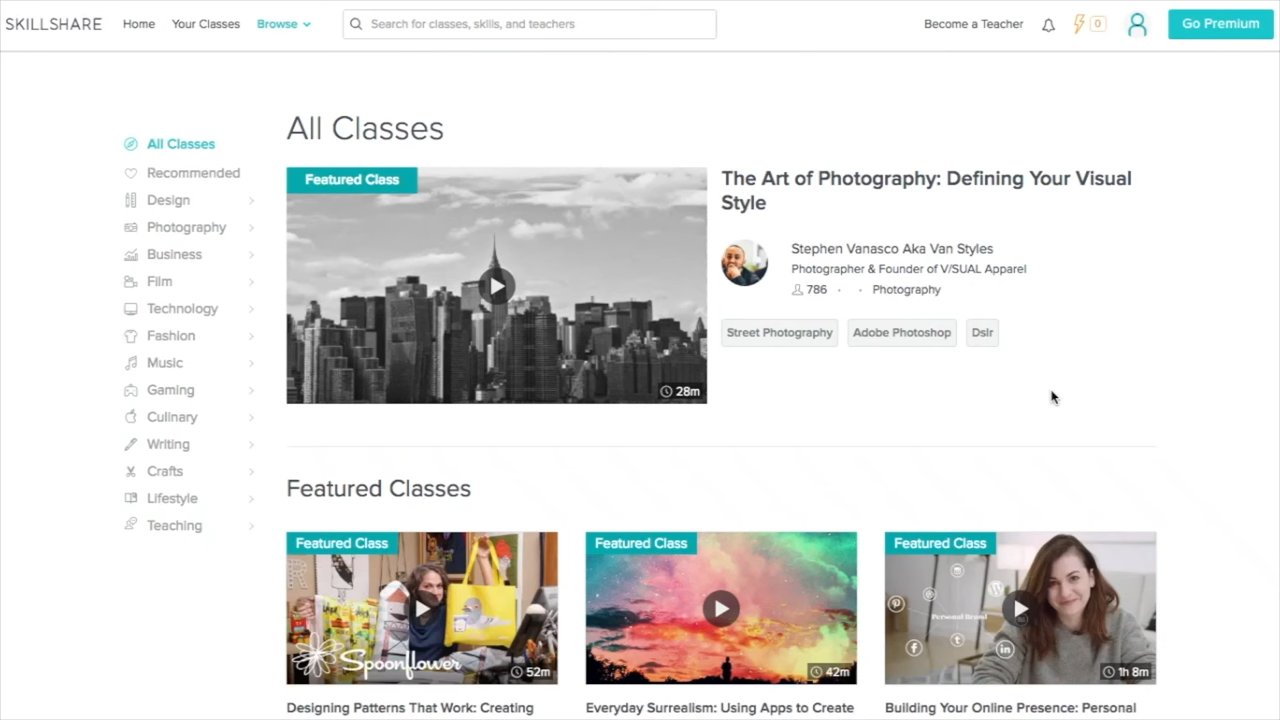 SKILLSHARE Home Your Classes Browse Search for classes, skills, and teachers Become a Teacher 0 Go Premium
All Classes
Recommended
Design
Photography
Business
Film
Technology
Fashion
Music
Gaming
Culinary
Writing
Crafts
Lifestyle
Teaching
All Classes
Featured Class
28m
The Art of Photography: Defining Your Visual
Style
Stephen Vanasco Aka Van Styles
Photographer & Founder of V/SUAL Apparel
786 · · Photography
Street Photography Adobe Photoshop Dslr
Featured Classes
Featured Class
Spoonflower
52m
Designing Patterns That Work: Creating
Featured Class
42m
Everyday Surrealism: Using Apps to Create
Featured Class
Personal Brand
1h 8m
Building Your Online Presence: Personal